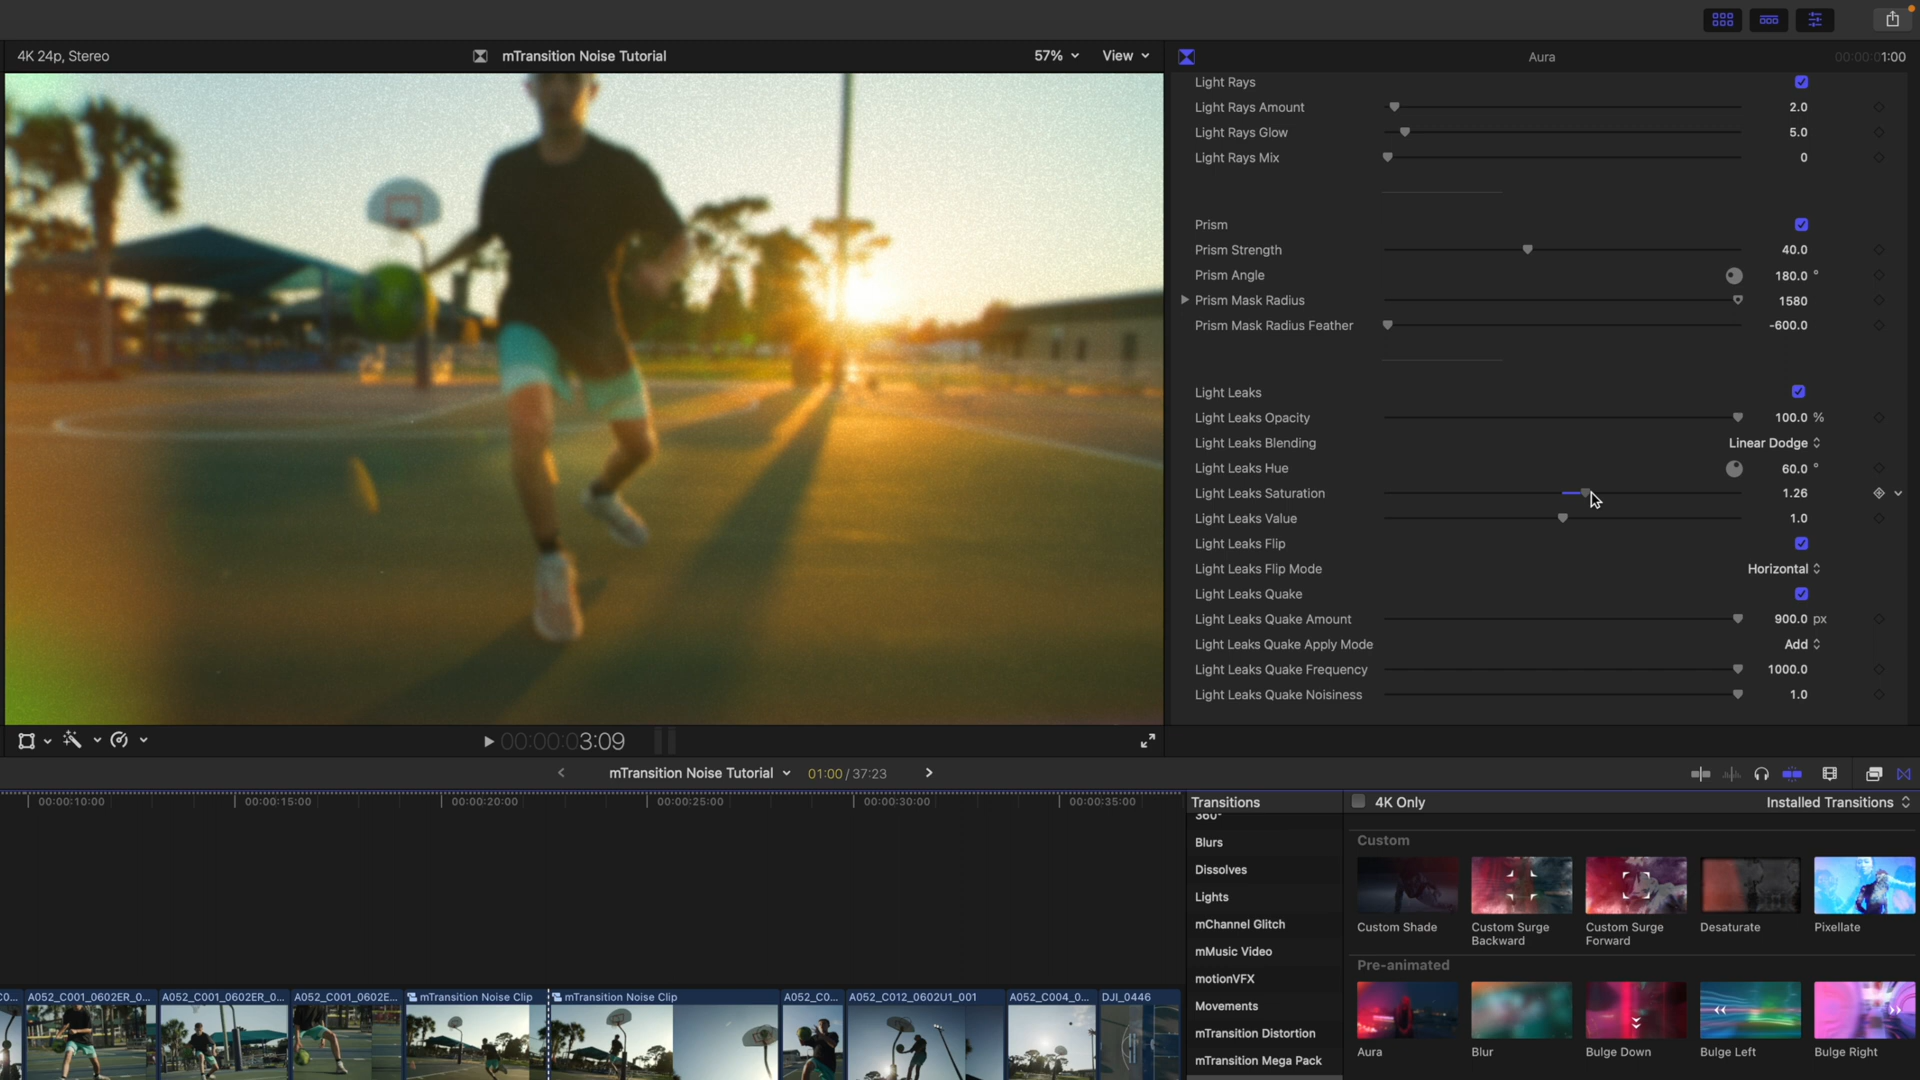 4K 24p, Stereo
mTransition Noise Tutorial
57%
View
Aura
00:00:01:00
Light Rays
Light Rays Amount 2.0
Light Rays Glow 5.0
Light Rays Mix 0
Prism
Prism Strength 40.0
Prism Angle 180.0 °
Prism Mask Radius 1580
Prism Mask Radius Feather -600.0
Light Leaks
Light Leaks Opacity 100.0 %
Light Leaks Blending Linear Dodge
Light Leaks Hue 60.0 °
Light Leaks Saturation 1.26
Light Leaks Value 1.0
Light Leaks Flip
Light Leaks Flip Mode Horizontal
Light Leaks Quake
Light Leaks Quake Amount 900.0 px
Light Leaks Quake Apply Mode Add
Light Leaks Quake Frequency 1000.0
Light Leaks Quake Noisiness 1.0
00:00:03:09
mTransition Noise Tutorial
01:00 / 37:23
00:00:10:00
00:00:15:00
00:00:20:00
00:00:25:00
00:00:30:00
00:00:35:00
Transitions
4K Only
Installed Transitions
360°
Blurs
Dissolves
Lights
mChannel Glitch
mMusic Video
motionVFX
Movements
mTransition Distortion
mTransition Mega Pack
Custom
Custom Shade
Custom Surge Backward
Custom Surge Forward
Desaturate
Pixellate
Pre-animated
Aura
Blur
Bulge Down
Bulge Left
Bulge Right
A052_C001_0602ER_0...
A052_C001_0602ER_0...
A052_C001_0602E...
mTransition Noise Clip
mTransition Noise Clip
A052_C0...
A052_C012_0602U1_001
A052_C004_0...
DJI_0446